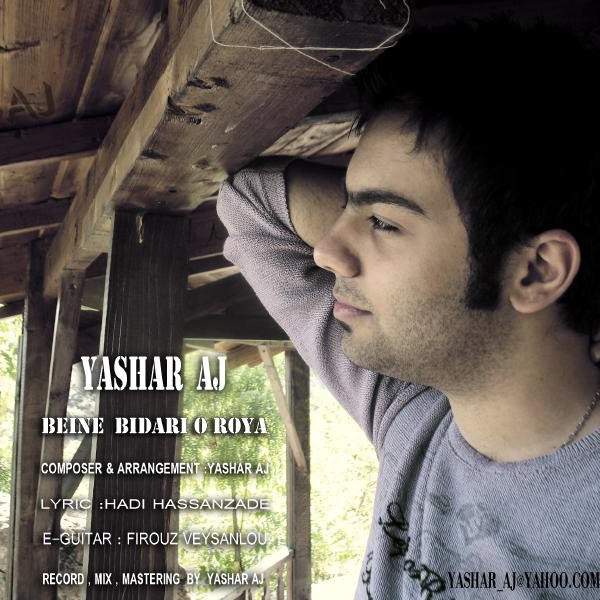 AJ
YASHAR AJ
BEINE BIDARI O ROYA
COMPOSER & ARRANGEMENT :YASHAR AJ
LYRIC :HADI HASSANZADE
E-GUITAR : FIROUZ VEYSANLOU
RECORD , MIX , MASTERING BY YASHAR AJ
YASHAR_AJ@YAHOO.COM